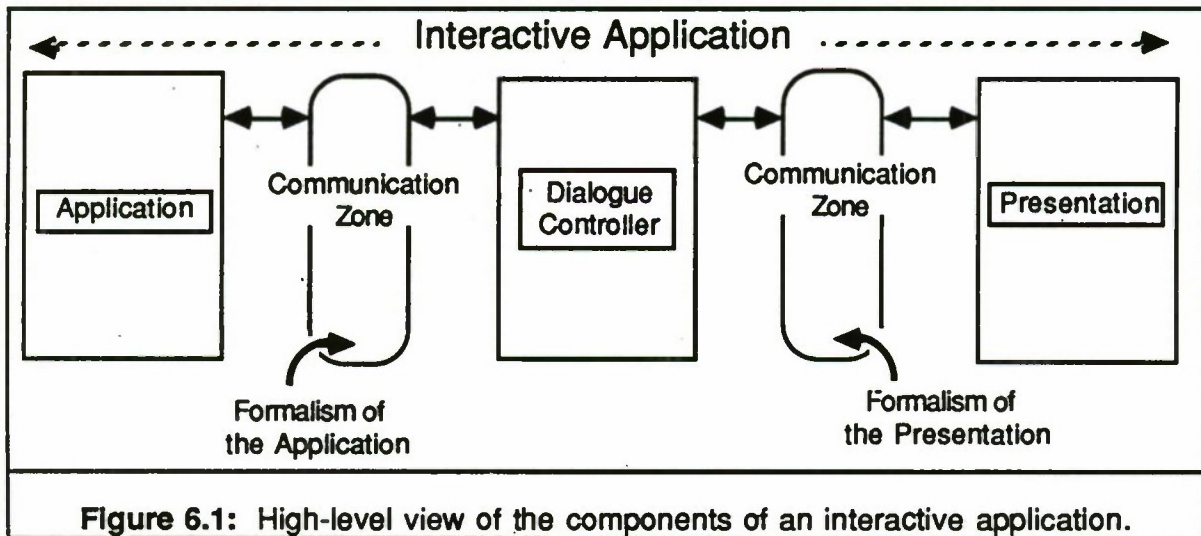 Interactive Application
Application
Communication
Zone
Dialogue
Controller
Communication
Zone
Presentation
Formalism of
the Application
Formalism of
the Presentation
Figure 6.1: High-level view of the components of an interactive application.